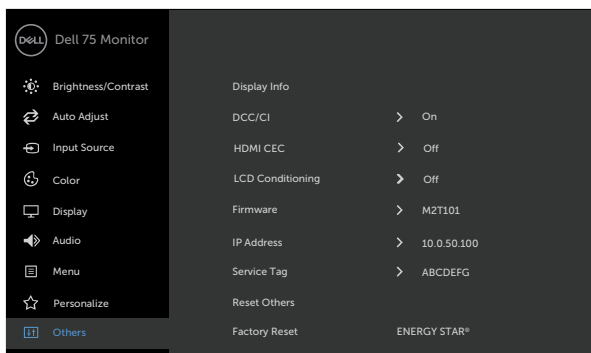 DELL Dell 75 Monitor
Brightness/Contrast Display Info
Auto Adjust DCC/CI > On
Input Source HDMI CEC > Off
Color LCD Conditioning > Off
Display Firmware > M2T101
Audio IP Address > 10.0.50.100
Menu Service Tag > ABCDEFG
Personalize Reset Others
Others Factory Reset ENERGY STAR®